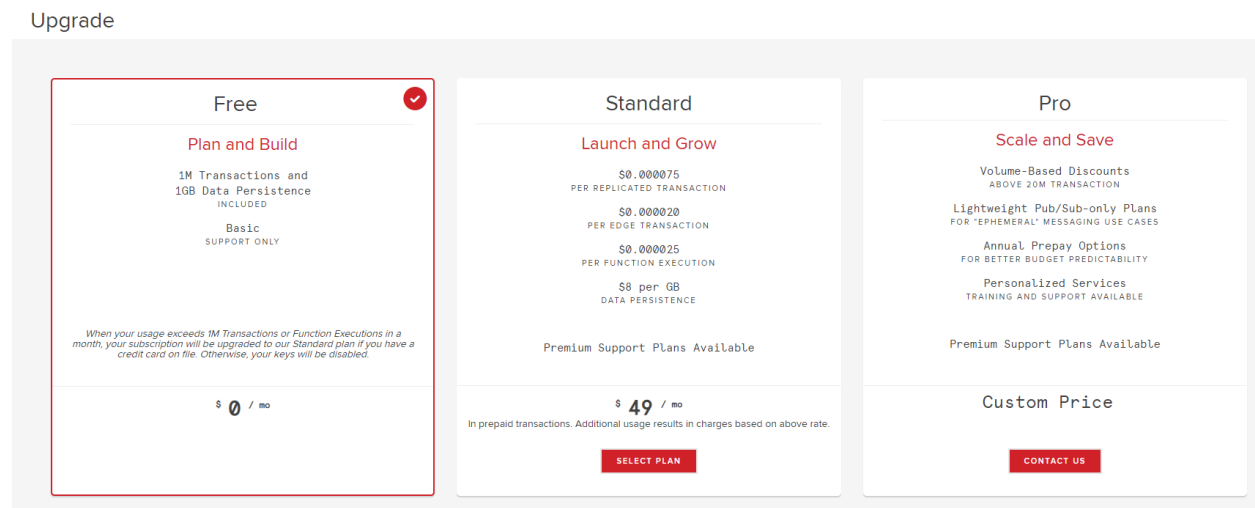 Upgrade
Free
Plan and Build
1M Transactions and
1GB Data Persistence
INCLUDED
Basic
SUPPORT ONLY
When your usage exceeds 1M Transactions or Function Executions in a
month, your subscription will be upgraded to our Standard plan if you have a
credit card on file. Otherwise, your keys will be disabled.
$ 0 / mo
Standard
Launch and Grow
$0.000075
PER REPLICATED TRANSACTION
$0.000020
PER EDGE TRANSACTION
$0.000025
PER FUNCTION EXECUTION
$8 per GB
DATA PERSISTENCE
Premium Support Plans Available
$ 49 / mo
In prepaid transactions. Additional usage results in charges based on above rate.
SELECT PLAN
Pro
Scale and Save
Volume-Based Discounts
ABOVE 20M TRANSACTION
Lightweight Pub/Sub-only Plans
FOR "EPHEMERAL" MESSAGING USE CASES
Annual Prepay Options
FOR BETTER BUDGET PREDICTABILITY
Personalized Services
TRAINING AND SUPPORT AVAILABLE
Premium Support Plans Available
Custom Price
CONTACT US